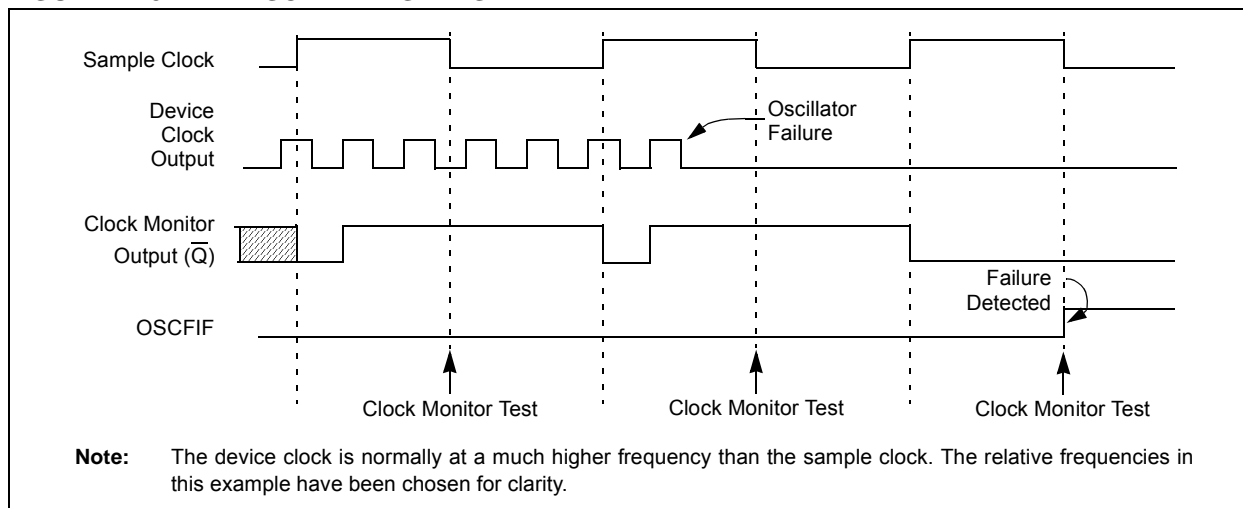 Sample Clock
Device
Clock
Output
Oscillator
Failure
Clock Monitor
Output (Q̅)
Failure
Detected
OSCFIF
Clock Monitor Test
Clock Monitor Test
Clock Monitor Test
Note: The device clock is normally at a much higher frequency than the sample clock. The relative frequencies in
this example have been chosen for clarity.